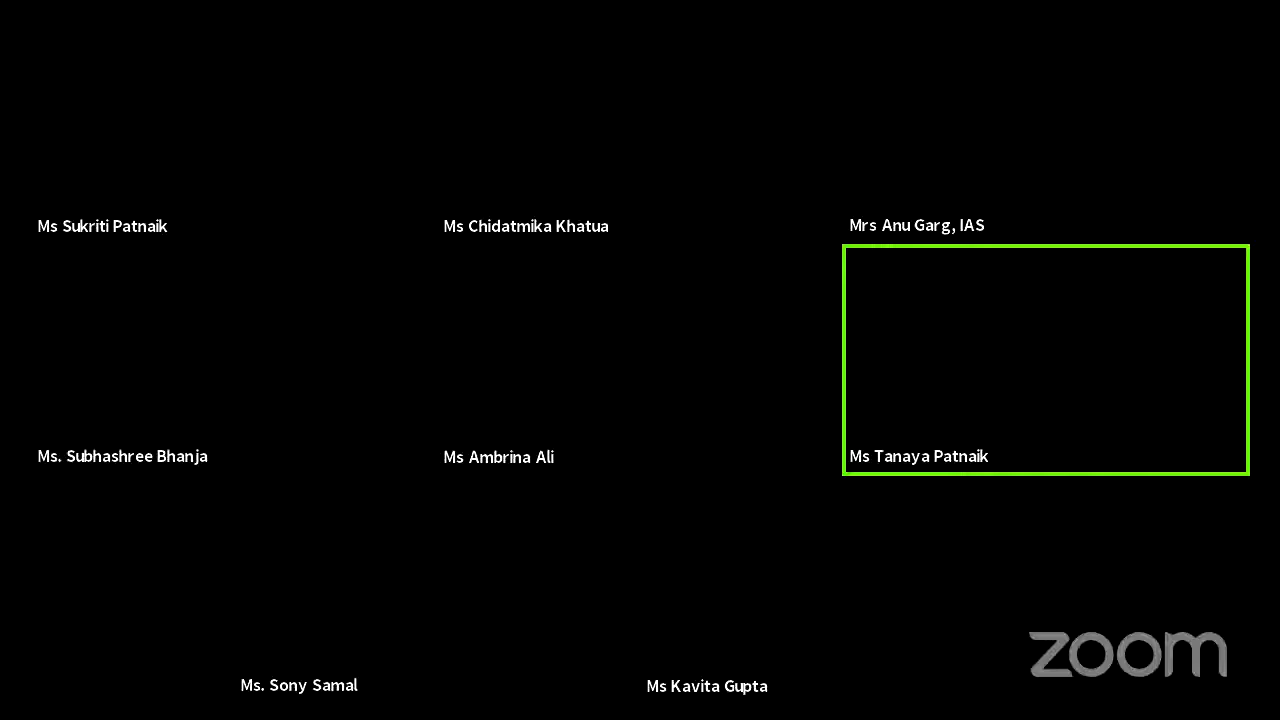 Ms Sukriti Patnaik
Ms Chidatmika Khatua
Mrs Anu Garg, IAS
Ms. Subhashree Bhanja
Ms Ambrina Ali
Ms Tanaya Patnaik
Ms. Sony Samal
Ms Kavita Gupta
zoom